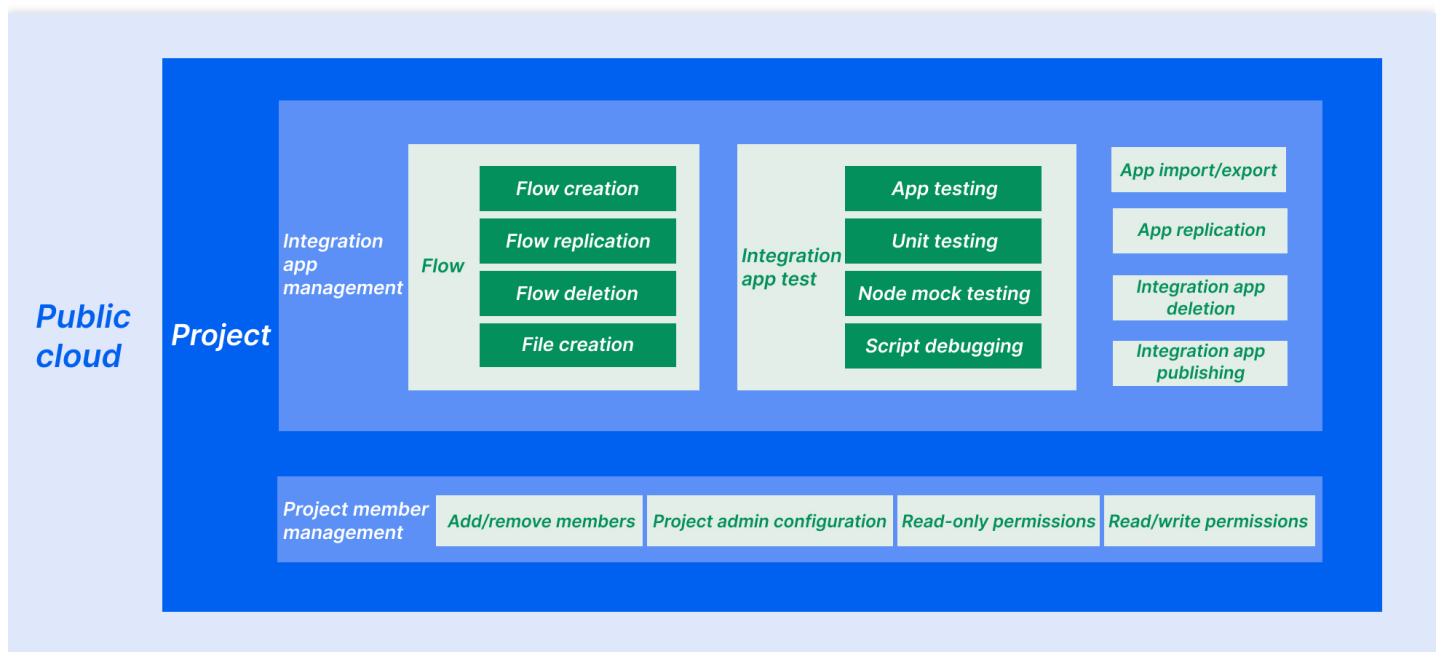 Public
cloud
Project
Integration
app
management
Flow
Flow creation
Flow replication
Flow deletion
File creation
Integration
app test
App testing
Unit testing
Node mock testing
Script debugging
App import/export
App replication
Integration app
deletion
Integration app
publishing
Project member
management
Add/remove members
Project admin configuration
Read-only permissions
Read/write permissions